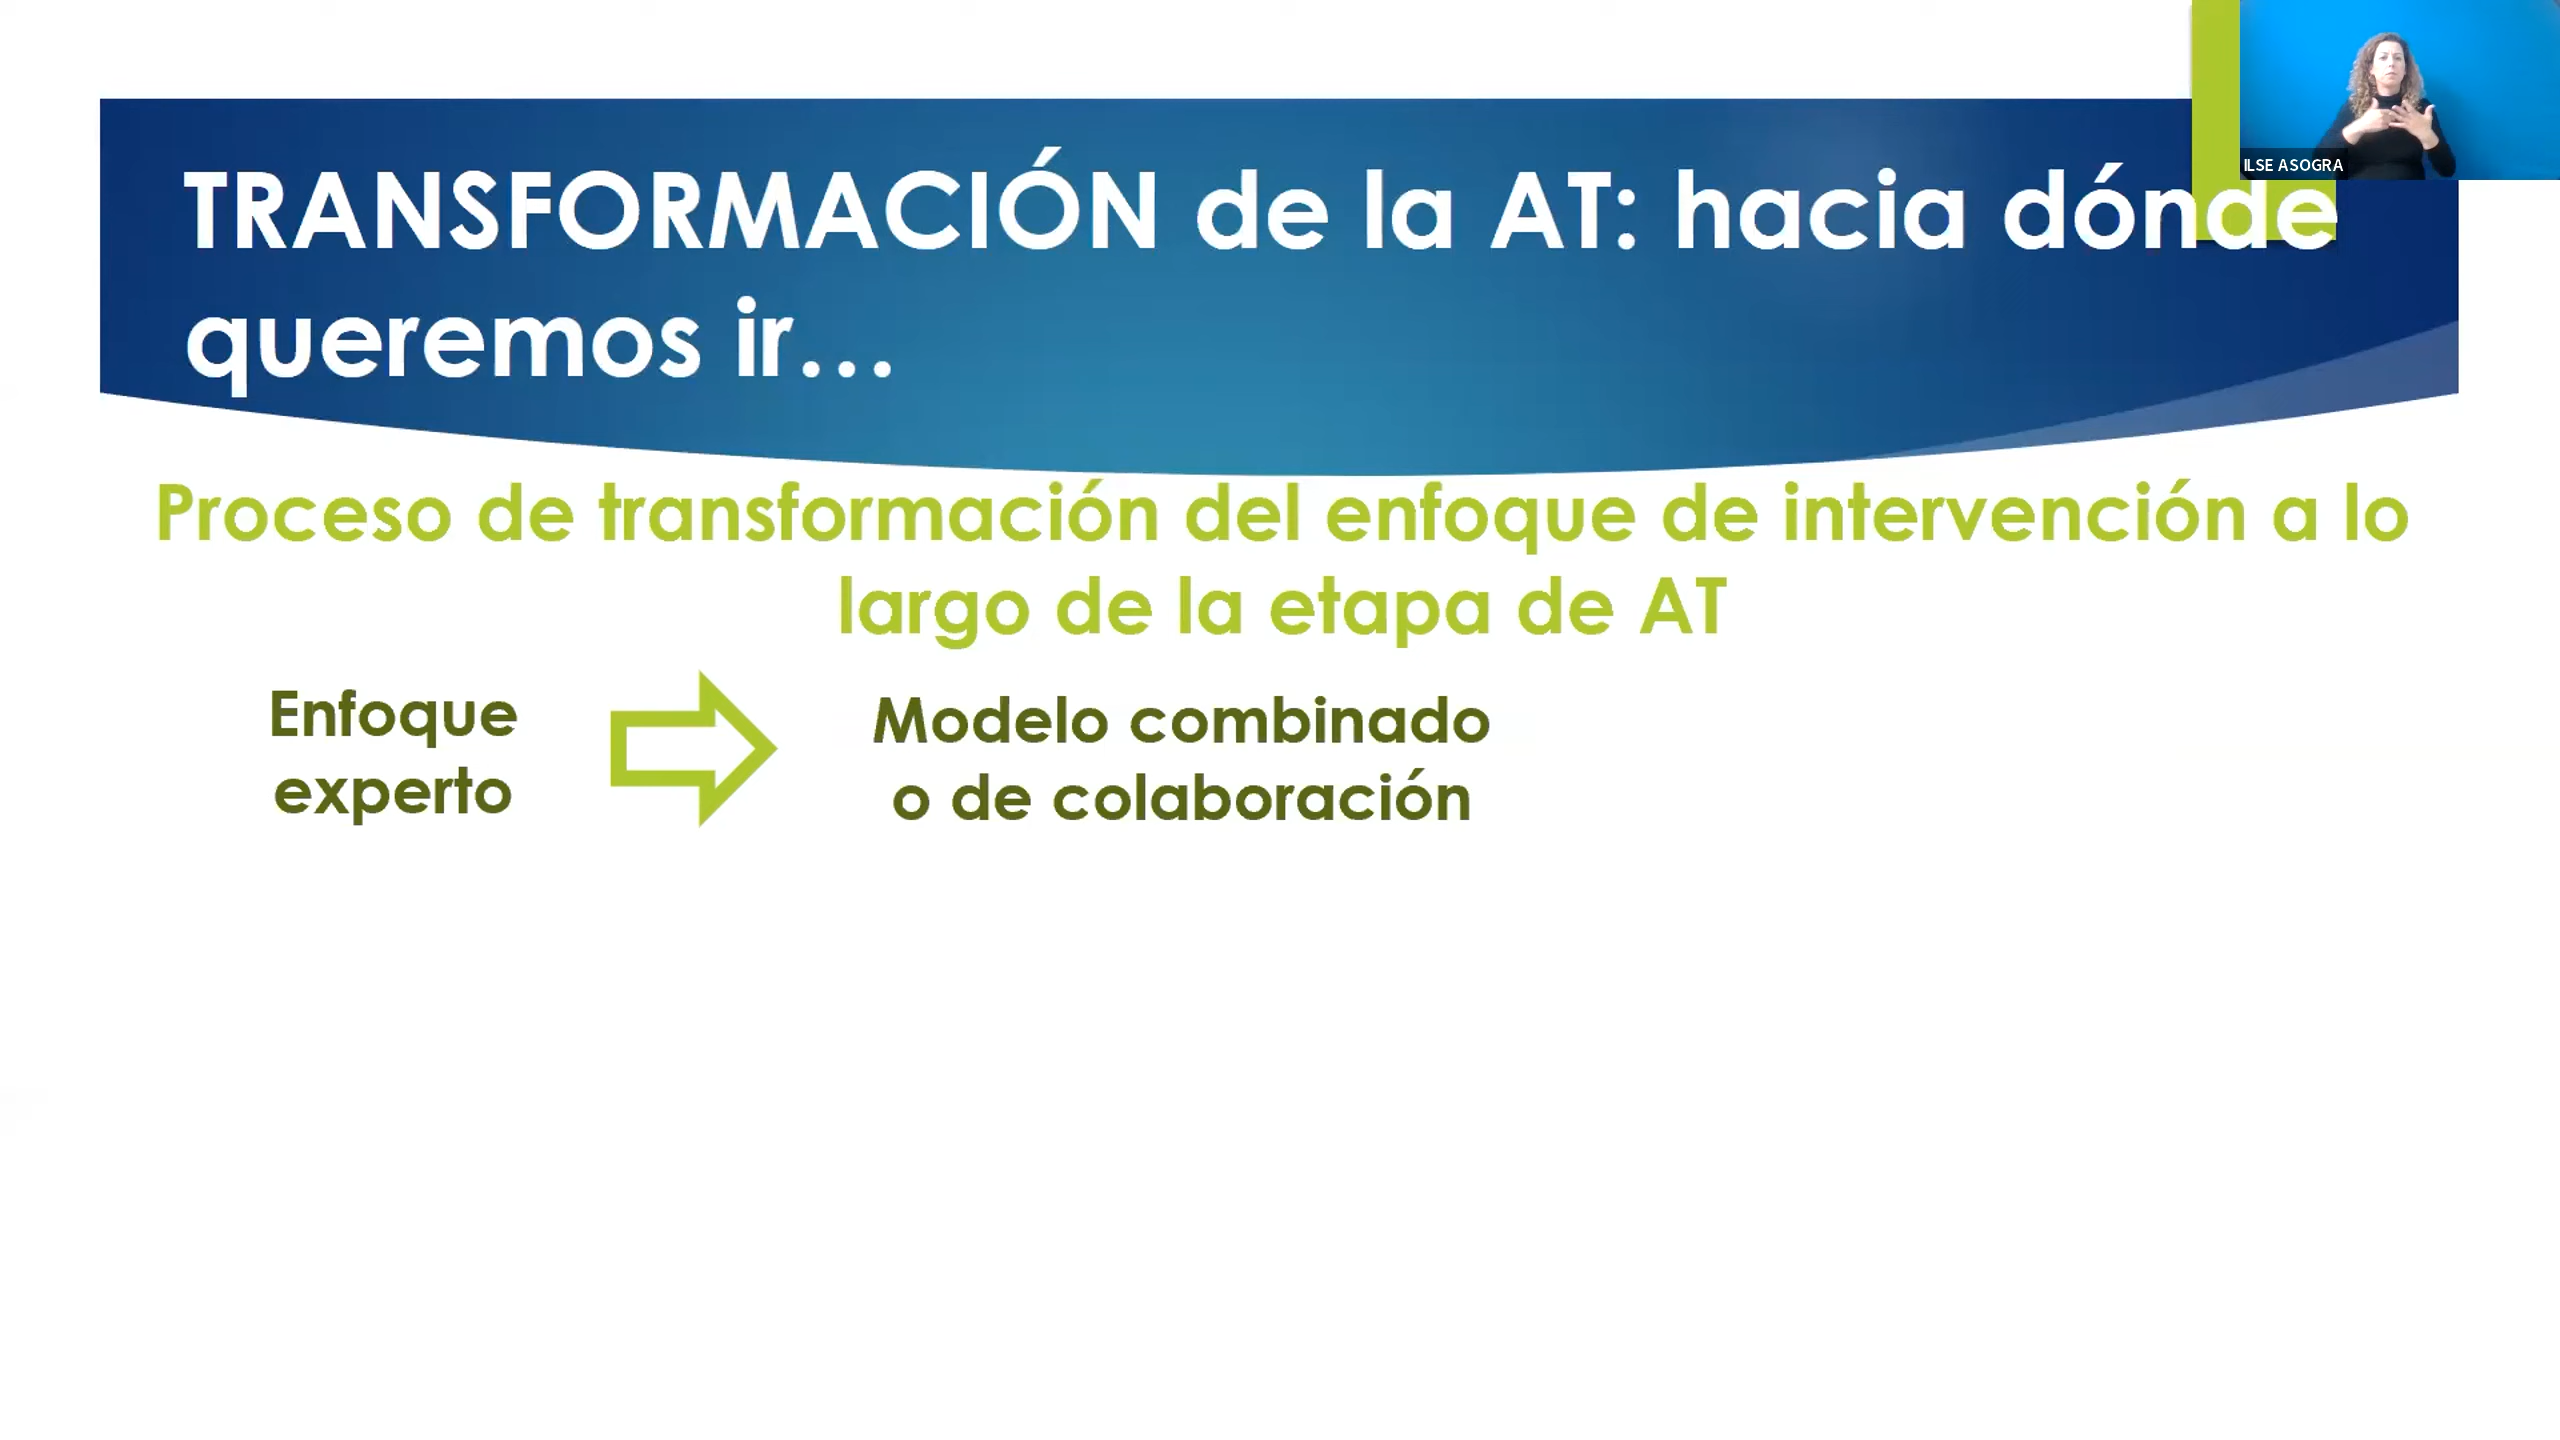 ILSE ASOGRA
TRANSFORMACIÓN de la AT: hacia dónde
queremos ir...
Proceso de transformación del enfoque de intervención a lo
largo de la etapa de AT
Enfoque
experto
Modelo combinado
o de colaboración